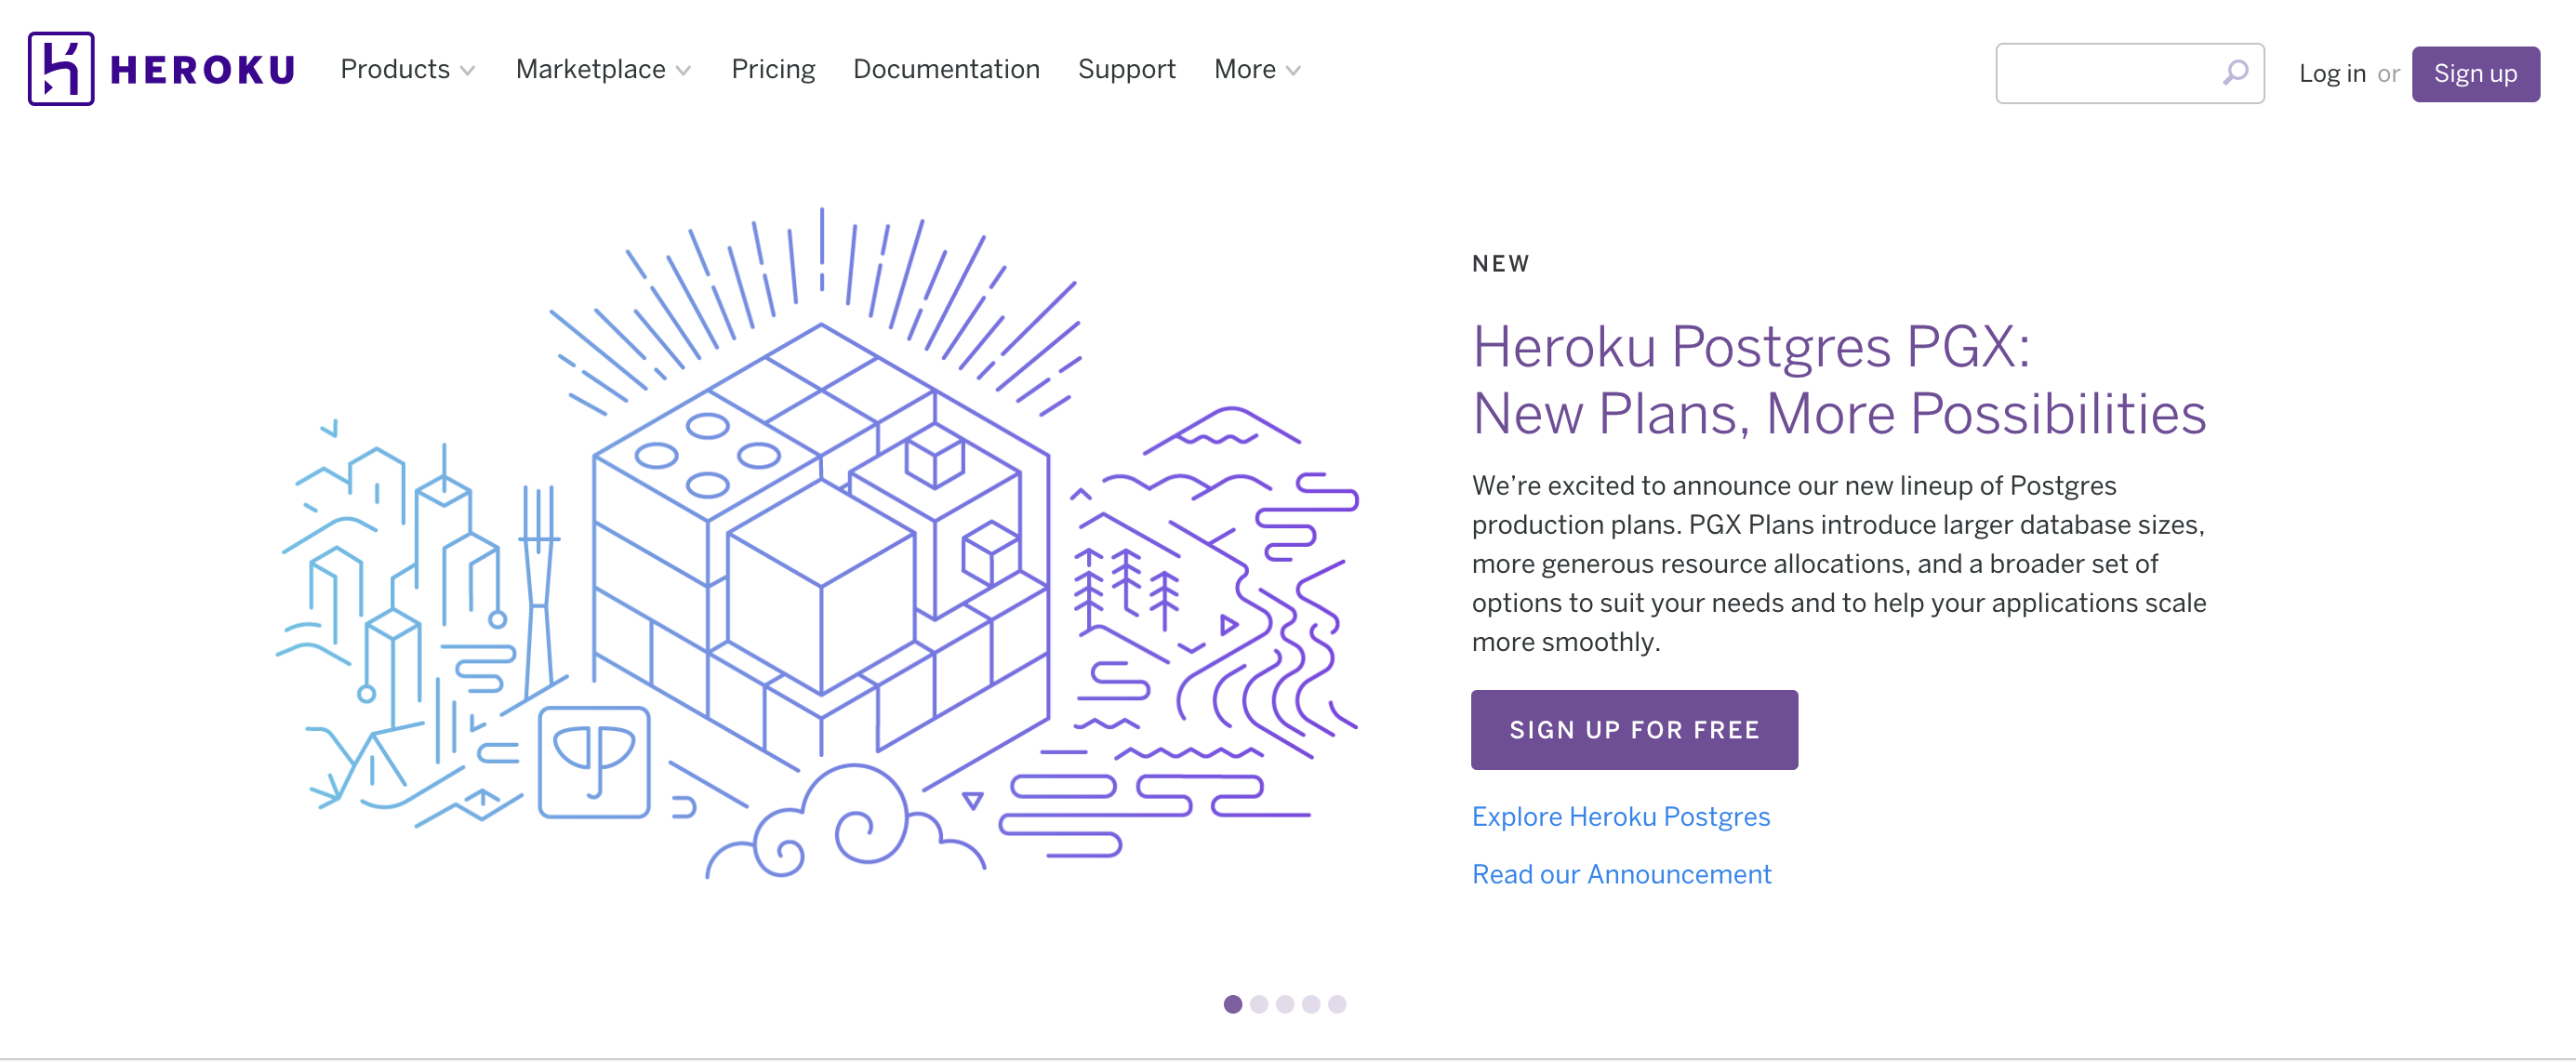 HEROKU
Products
Marketplace
Pricing
Documentation
Support
More
Log in or
Sign up
NEW
Heroku Postgres PGX:
New Plans, More Possibilities
We’re excited to announce our new lineup of Postgres
production plans. PGX Plans introduce larger database sizes,
more generous resource allocations, and a broader set of
options to suit your needs and to help your applications scale
more smoothly.
SIGN UP FOR FREE
Explore Heroku Postgres
Read our Announcement